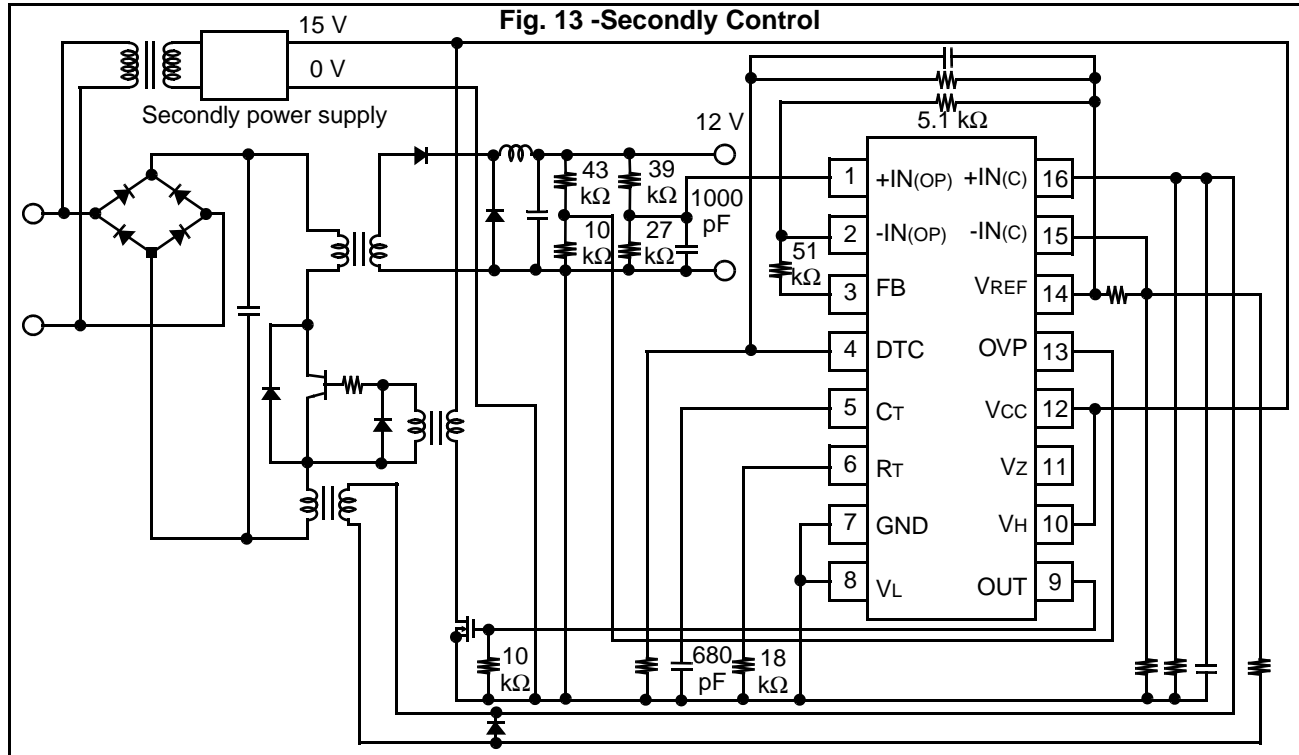 Fig. 13 -Secondly Control
15 V
0 V
Secondly power supply
12 V
5.1 kΩ
43 kΩ
39 kΩ
1000 pF
10 kΩ
27 kΩ
51 kΩ
1 +IN(OP) +IN(C) 16
2 -IN(OP) -IN(C) 15
3 FB VREF 14
4 DTC OVP 13
5 CT VCC 12
6 RT VZ 11
7 GND VH 10
8 VL OUT 9
10 kΩ
680 pF
18 kΩ